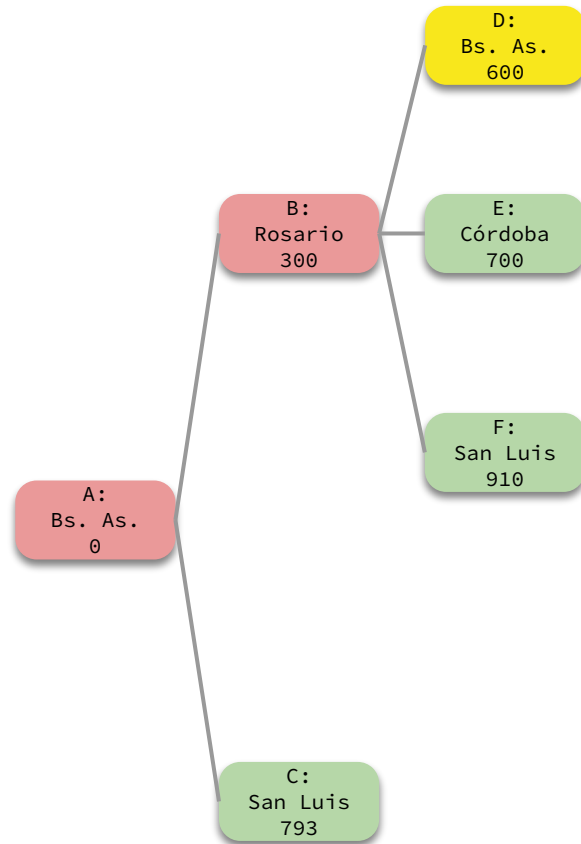 D:
Bs. As.
600
B:
Rosario
300
E:
Córdoba
700
F:
San Luis
910
A:
Bs. As.
0
C:
San Luis
793